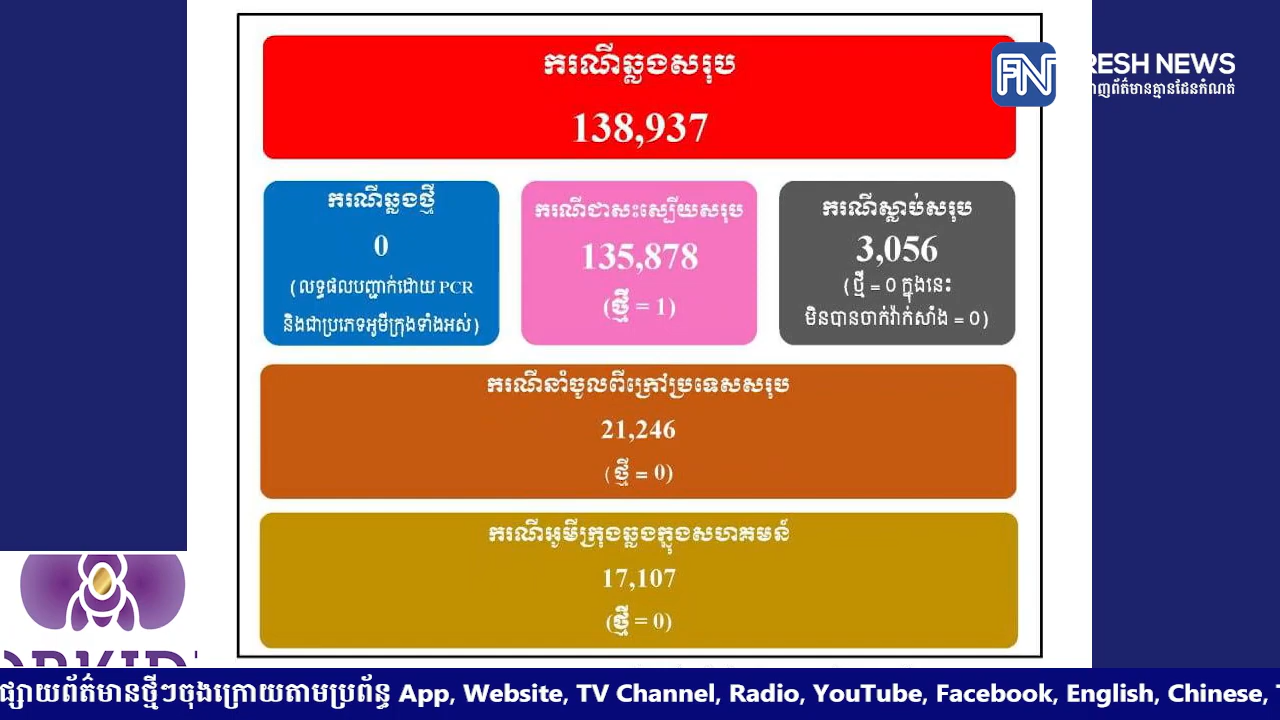 ករណីឆ្លងសរុប
138,937
FN
RESH NEWS
ករណីឆ្លងថ្មី
0
(លទ្ធផលបញ្ជាក់ដោយ PCR
និងជាប្រភេទអូមីក្រុងទាំងអស់)
ករណីជាសះស្បើយសរុប
135,878
(ថ្មី = 1)
ករណីស្លាប់សរុប
3,056
(ថ្មី = 0 ក្នុងនេះ
មិនបានចាក់វ៉ាក់សាំង = 0)
ករណីនាំចូលពីក្រៅប្រទេសសរុប
21,246
(ថ្មី = 0)
ករណីអូមីក្រុងឆ្លងក្នុងសហគមន៍
17,107
(ថ្មី = 0)
ផ្សាយព័ត៌មានថ្មីៗចុងក្រោយតាមប្រព័ន្ធ App, Website, TV Channel, Radio, YouTube, Facebook, English, Chinese,